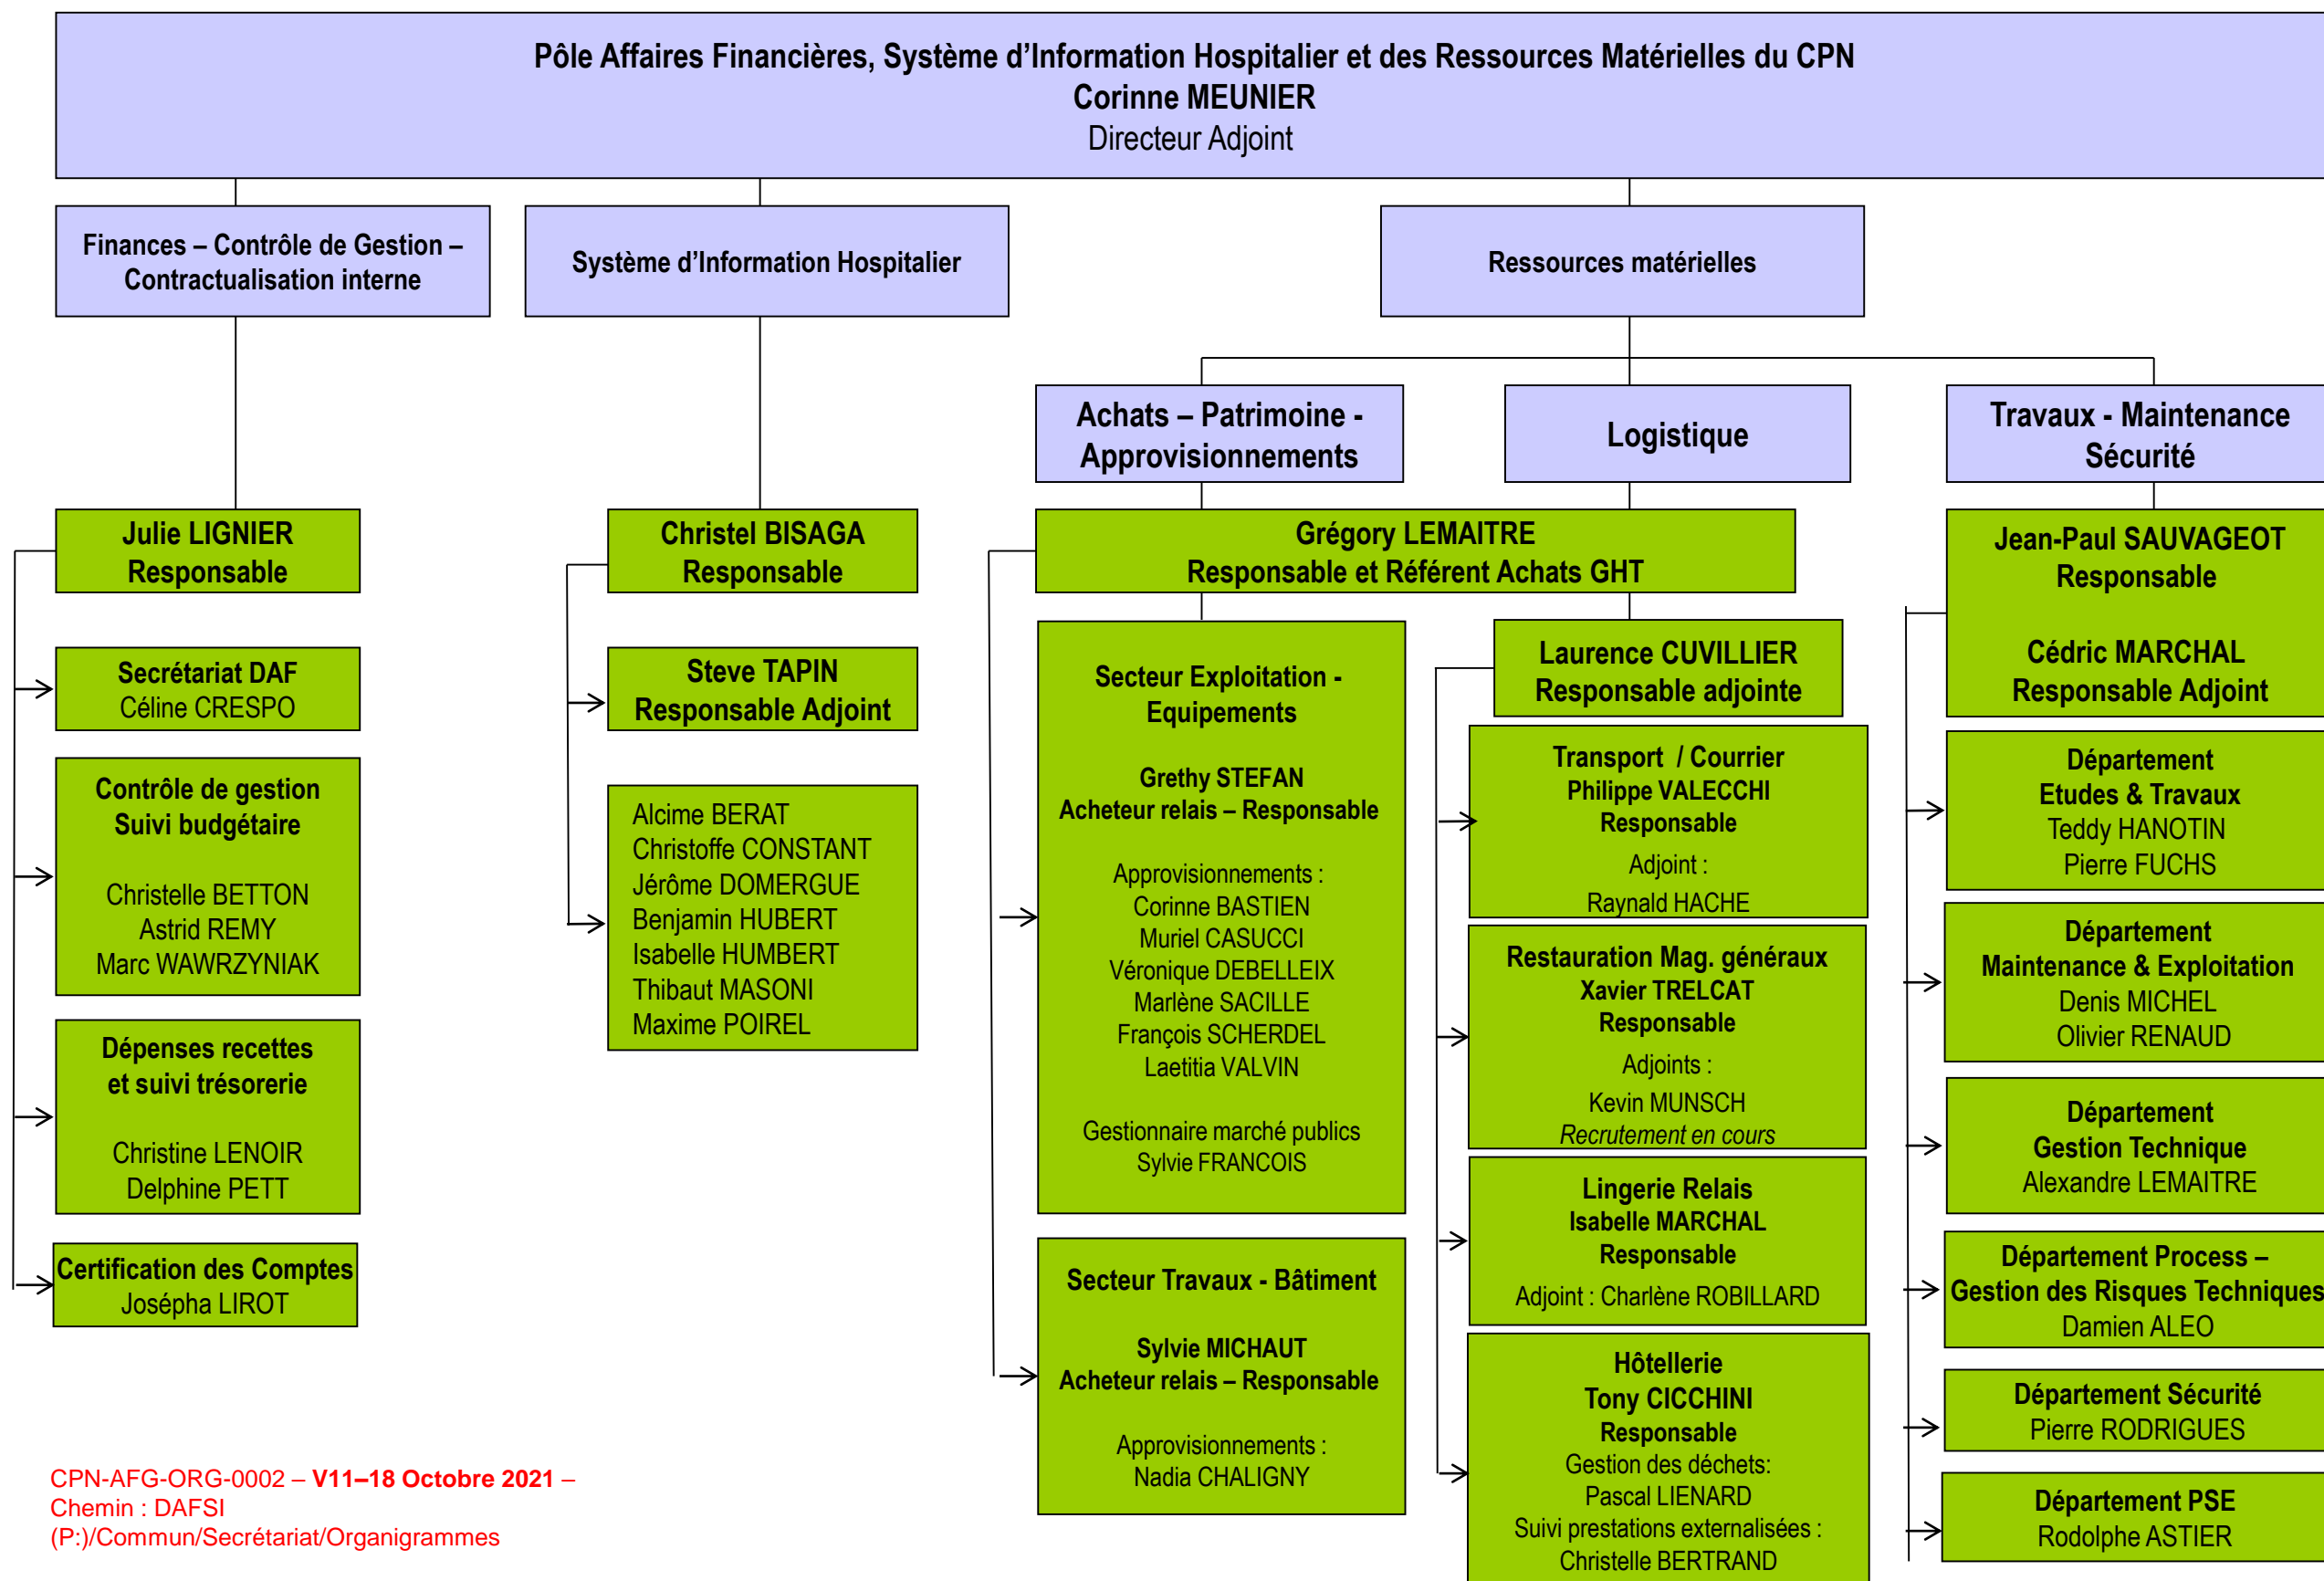 Pôle Affaires Financières, Système d’Information Hospitalier et des Ressources Matérielles du CPN
Corinne MEUNIER
Directeur Adjoint
Finances – Contrôle de Gestion –
Contractualisation interne
Système d’Information Hospitalier
Ressources matérielles
Achats – Patrimoine -
Approvisionnements
Logistique
Travaux - Maintenance
Sécurité
Julie LIGNIER
Responsable
Secrétariat DAF
Céline CRESPO
Contrôle de gestion
Suivi budgétaire
Christelle BETTON
Astrid REMY
Marc WAWRZYNIAK
Dépenses recettes
et suivi trésorerie
Christine LENOIR
Delphine PETT
Certification des Comptes
Josépha LIROT
Christel BISAGA
Responsable
Steve TAPIN
Responsable Adjoint
Alcime BERAT
Christoffe CONSTANT
Jérôme DOMERGUE
Benjamin HUBERT
Isabelle HUMBERT
Thibaut MASONI
Maxime POIREL
Grégory LEMAITRE
Responsable et Référent Achats GHT
Secteur Exploitation -
Equipements
Grethy STEFAN
Acheteur relais – Responsable
Approvisionnements :
Corinne BASTIEN
Muriel CASUCCI
Véronique DEBELLEIX
Marlène SACILLE
François SCHERDEL
Laetitia VALVIN
Gestionnaire marché publics
Sylvie FRANCOIS
Secteur Travaux - Bâtiment
Sylvie MICHAUT
Acheteur relais – Responsable
Approvisionnements :
Nadia CHALIGNY
Laurence CUVILLIER
Responsable adjointe
Transport / Courrier
Philippe VALECCHI
Responsable
Adjoint :
Raynald HACHE
Restauration Mag. généraux
Xavier TRELCAT
Responsable
Adjoints :
Kevin MUNSCH
Recrutement en cours
Lingerie Relais
Isabelle MARCHAL
Responsable
Adjoint : Charlène ROBILLARD
Hôtellerie
Tony CICCHINI
Responsable
Gestion des déchets:
Pascal LIENARD
Suivi prestations externalisées :
Christelle BERTRAND
Jean-Paul SAUVAGEOT
Responsable
Cédric MARCHAL
Responsable Adjoint
Département
Etudes & Travaux
Teddy HANOTIN
Pierre FUCHS
Département
Maintenance & Exploitation
Denis MICHEL
Olivier RENAUD
Département
Gestion Technique
Alexandre LEMAITRE
Département Process –
Gestion des Risques Techniques
Damien ALEO
Département Sécurité
Pierre RODRIGUES
Département PSE
Rodolphe ASTIER
CPN-AFG-ORG-0002 – V11–18 Octobre 2021 –
Chemin : DAFSI
(P:)/Commun/Secrétariat/Organigrammes